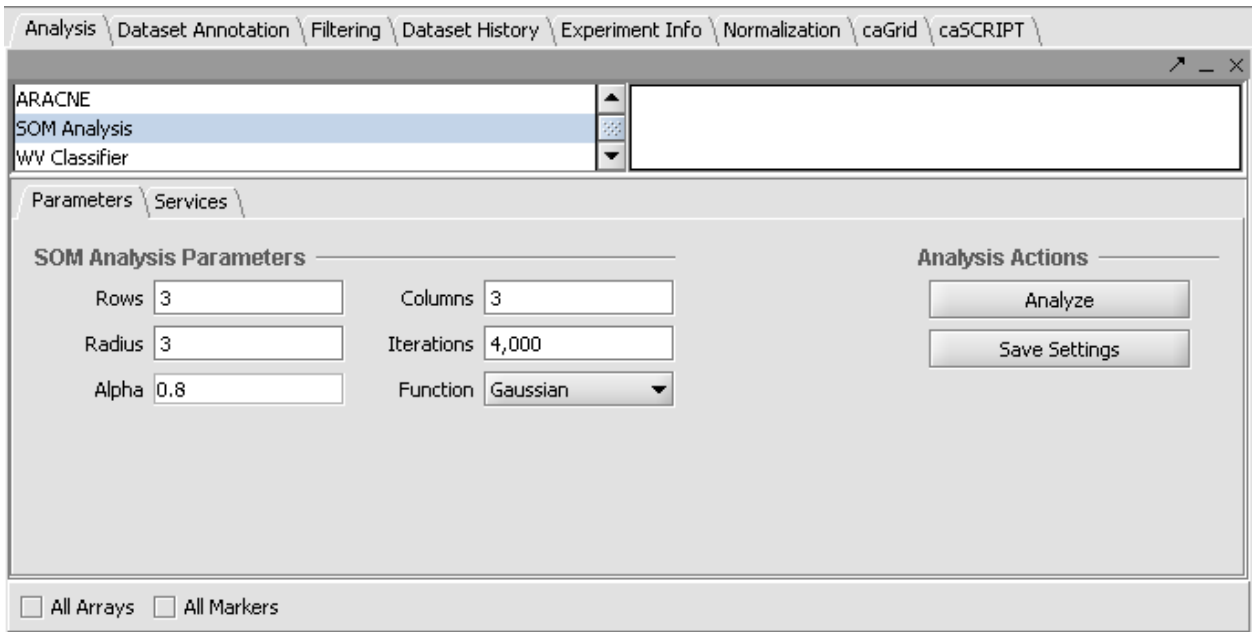 Analysis Dataset Annotation Filtering Dataset History Experiment Info Normalization caGrid caSCRIPT
ARACNE
SOM Analysis
WV Classifier
Parameters Services
SOM Analysis Parameters Analysis Actions
Rows 3 Columns 3 Analyze
Radius 3 Iterations 4,000 Save Settings
Alpha 0.8 Function Gaussian
All Arrays All Markers